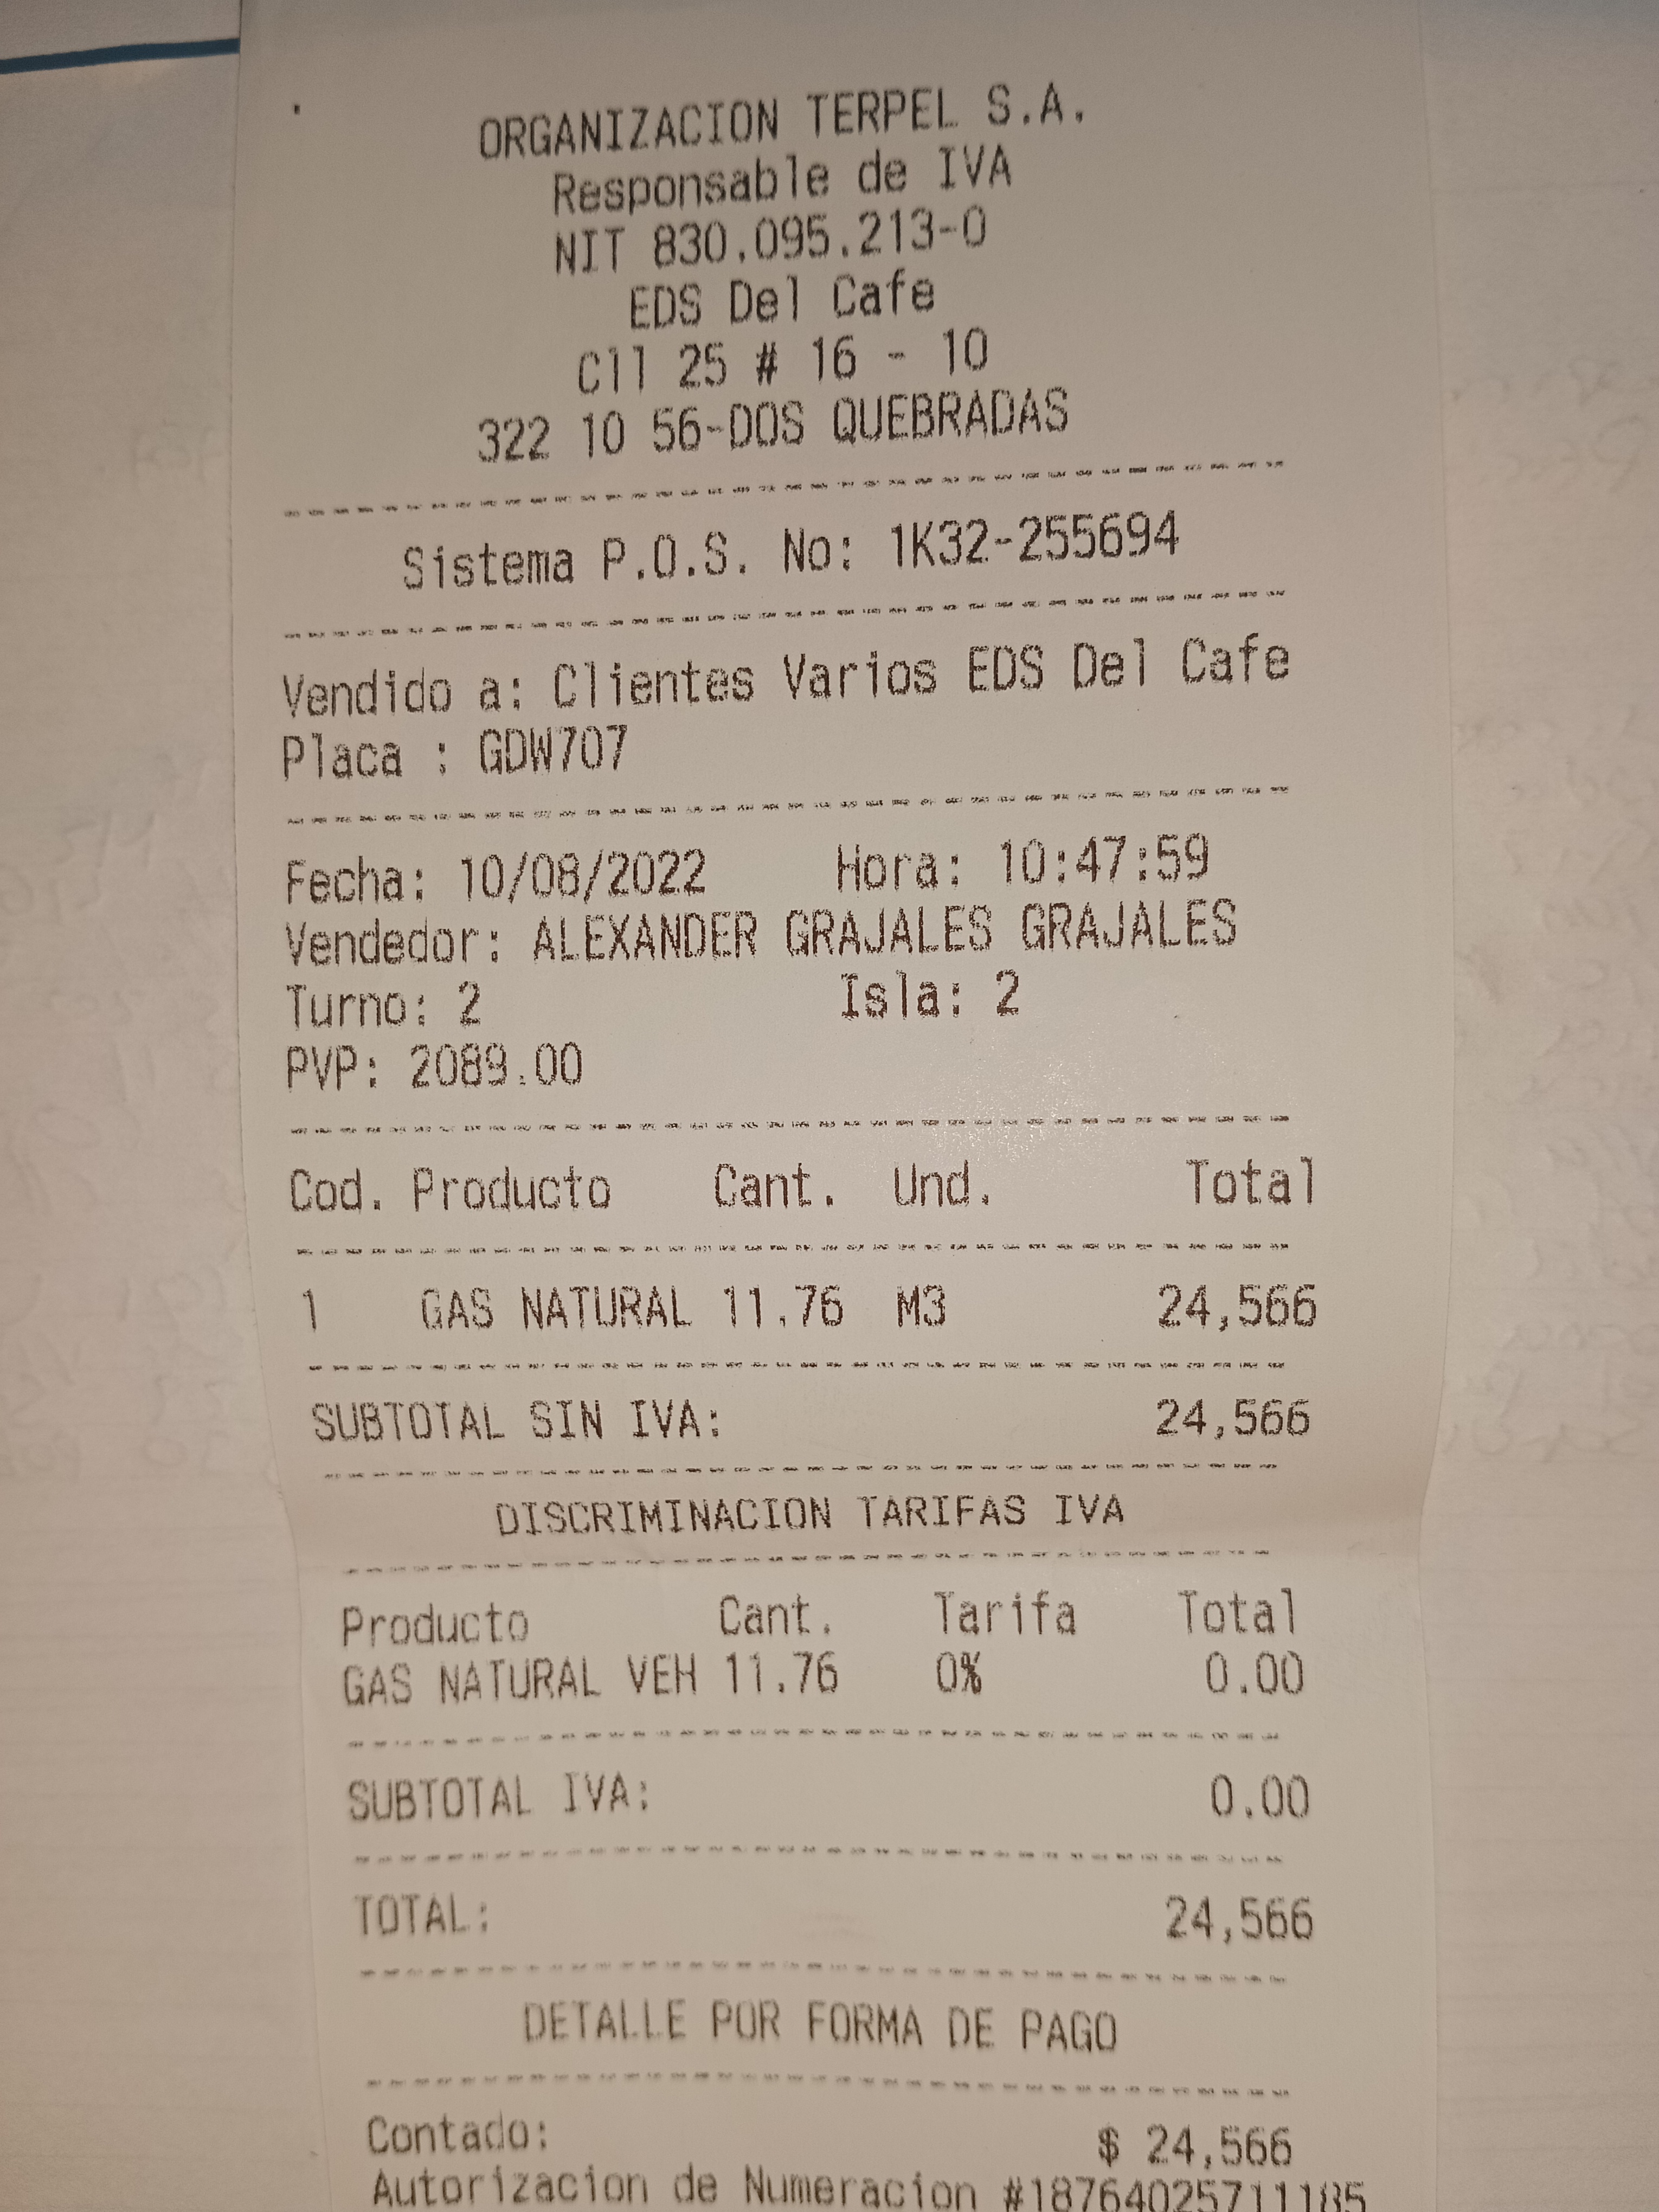 ORGANIZACION TERPEL S.A.
Responsable de IVA
NIT 830.095.213-0
EDS Del Cafe
Cll 25 # 16 - 10
322 10 56-DOS QUEBRADAS
Sistema P.O.S. No: 1K32-255694
Vendido a: Clientes Varios EDS Del Cafe
Placa : GDW707
Fecha: 10/08/2022 Hora: 10:47:59
Vendedor: ALEXANDER GRAJALES GRAJALES
Turno: 2 Isla: 2
PVP: 2089.00
Cod. Producto Cant. Und. Total
1 GAS NATURAL 11.76 M3 24,566
SUBTOTAL SIN IVA: 24,566
DISCRIMINACION TARIFAS IVA
Producto Cant. Tarifa Total
GAS NATURAL VEH 11.76 0% 0.00
SUBTOTAL IVA: 0.00
TOTAL: 24,566
DETALLE POR FORMA DE PAGO
Contado: $ 24,566
Autorizacion de Numeracion